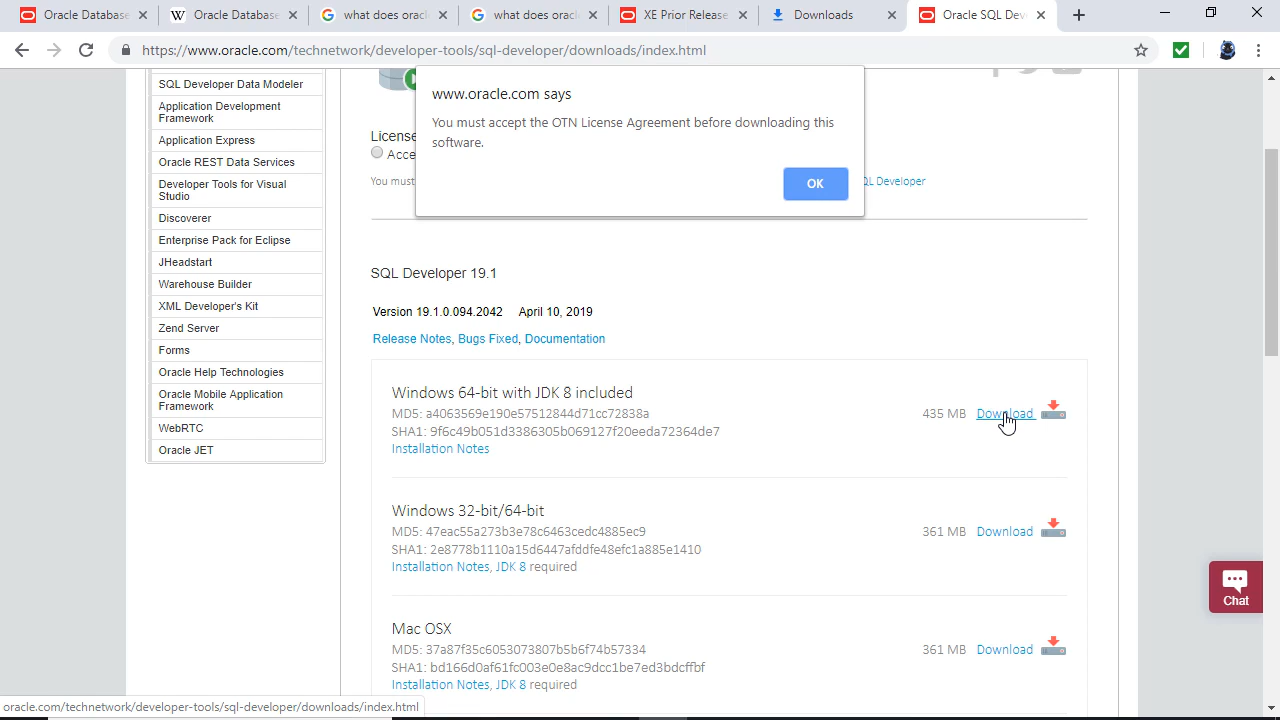 Oracle Database
Oracle Database
what does orac
what does orac
XE Prior Release
Downloads
Oracle SQL Dev
https://www.oracle.com/technetwork/developer-tools/sql-developer/downloads/index.html
SQL Developer Data Modeler
Application Development
Framework
Application Express
Oracle REST Data Services
Developer Tools for Visual
Studio
Discoverer
Enterprise Pack for Eclipse
JHeadstart
Warehouse Builder
XML Developer's Kit
Zend Server
Forms
Oracle Help Technologies
Oracle Mobile Application
Framework
WebRTC
Oracle JET
www.oracle.com says
You must accept the OTN License Agreement before downloading this
software.
OK
License
Acce
You must
QL Developer
SQL Developer 19.1
Version 19.1.0.094.2042 April 10, 2019
Release Notes, Bugs Fixed, Documentation
Windows 64-bit with JDK 8 included
MD5: a4063569e190e57512844d71cc72838a
435 MB Download
SHA1: 9f6c49b051d3386305b069127f20eeda72364de7
Installation Notes
Windows 32-bit/64-bit
MD5: 47eac55a273b3e78c6463cedc4885ec9
361 MB Download
SHA1: 2e8778b1110a15d6447afddfe48efc1a885e1410
Installation Notes, JDK 8 required
Mac OSX
MD5: 37a87f35c6053073807b5b6f74b57334
361 MB Download
SHA1: bd166d0af61fc003e0e8ac9dcc1be7ed3bdcffbf
Installation Notes, JDK 8 required
Chat
oracle.com/technetwork/developer-tools/sql-developer/downloads/index.html